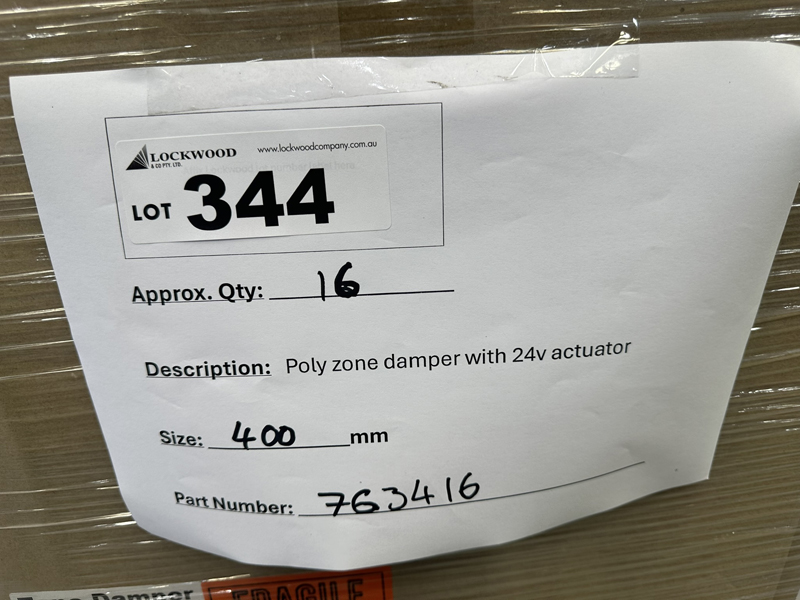 LOCKWOOD
& CO PTY. LTD.
www.lockwoodcompany.com.au
LOT 344
Approx. Qty: 16
Description: Poly zone damper with 24v actuator
Size: 400 mm
Part Number: 763416
Zone Damper
FRAGILE